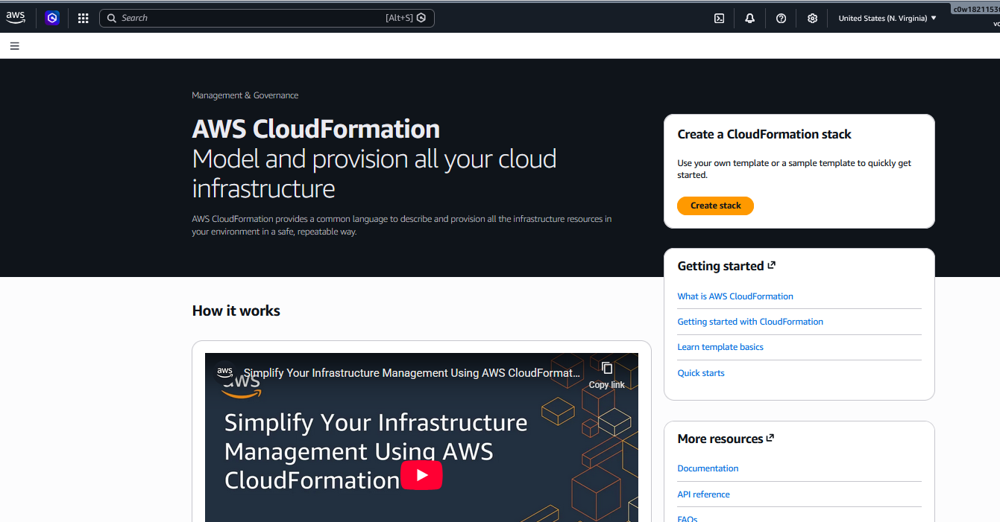 aws
Search
[Alt+S]
United States (N. Virginia)
Management & Governance
AWS CloudFormation
Model and provision all your cloud
infrastructure
AWS CloudFormation provides a common language to describe and provision all the infrastructure resources in
your environment in a safe, repeatable way.
Create a CloudFormation stack
Use your own template or a sample template to quickly get
started.
Create stack
Getting started
What is AWS CloudFormation
Getting started with CloudFormation
Learn template basics
Quick starts
How it works
aws
Simplify Your Infrastructure Management Using AWS CloudFormat...
Copy link
aws
Simplify Your Infrastructure
Management Using AWS
CloudFormation
More resources
Documentation
API reference
FAQs